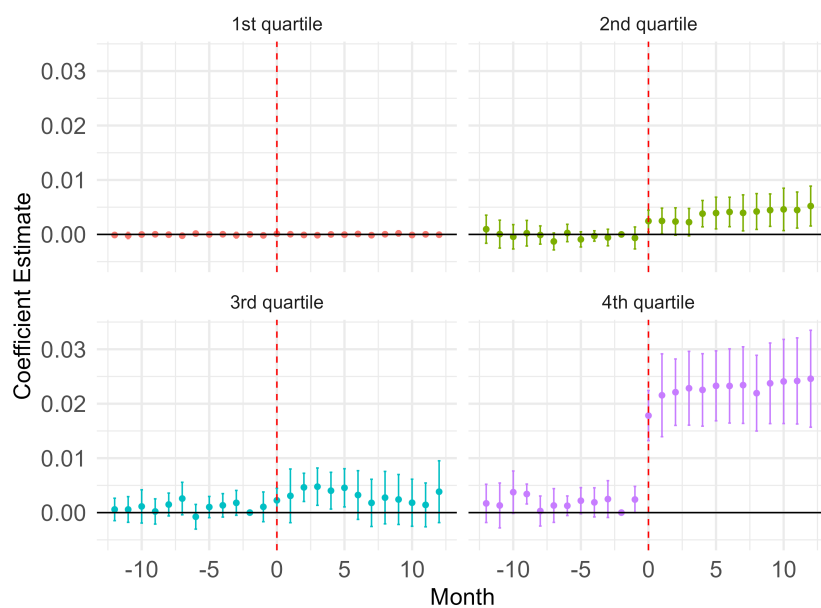 1st quartile
2nd quartile
0.03
0.02
0.01
0.00
3rd quartile
4th quartile
0.03
0.02
0.01
0.00
-10 -5 0 5 10
-10 -5 0 5 10
Month
Coefficient Estimate